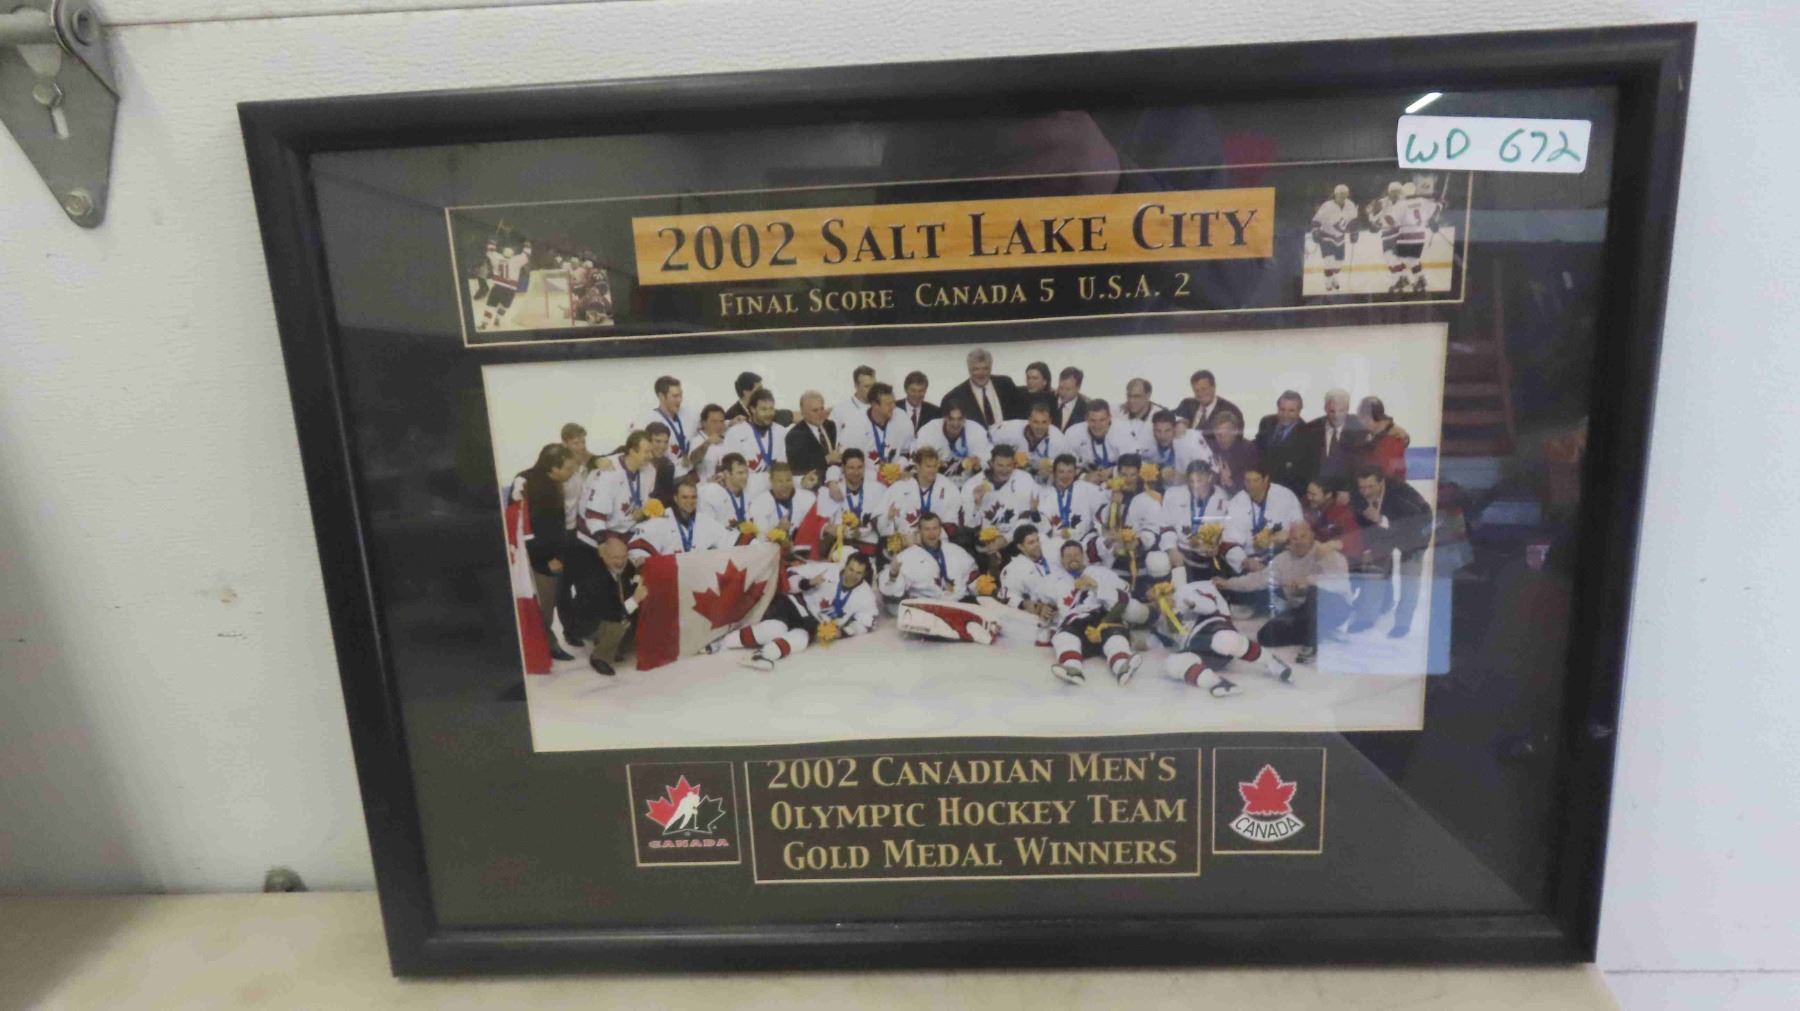 WD 672
2002 SALT LAKE CITY
FINAL SCORE CANADA 5 U.S.A. 2
2002 CANADIAN MEN'S
OLYMPIC HOCKEY TEAM
GOLD MEDAL WINNERS
CANADA
CANADA